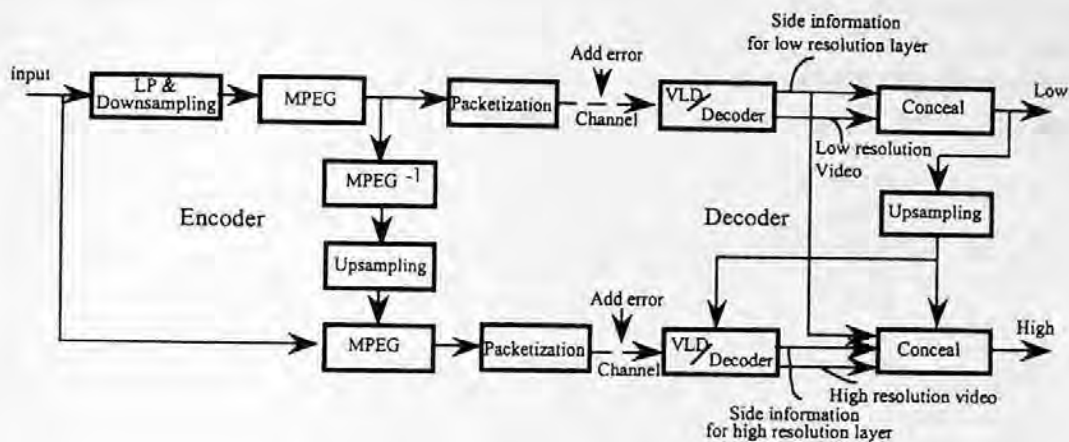 input
LP &
Downsampling
MPEG
Packetization
Add error
Channel
VLD
Decoder
Side information
for low resolution layer
Low resolution
Video
Conceal
Low
MPEG -1
Encoder
Decoder
Upsampling
Upsampling
MPEG
Packetization
Add error
Channel
VLD
Decoder
Conceal
High
High resolution video
Side information
for high resolution layer